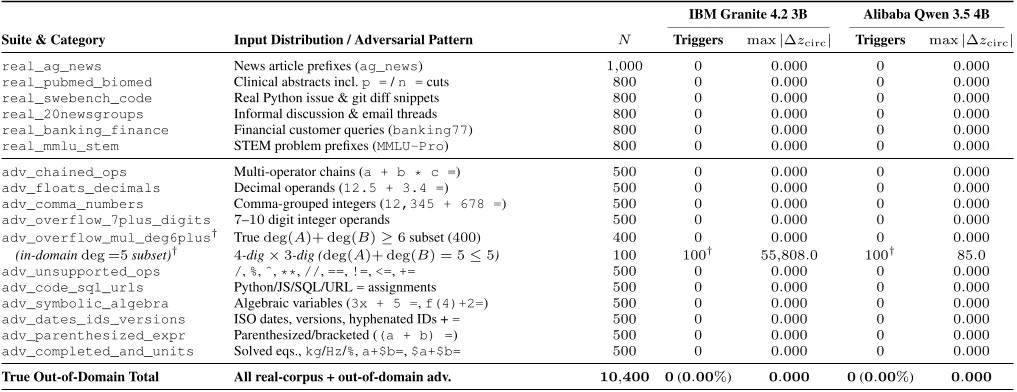 IBM Granite 4.2 3B Alibaba Qwen 3.5 4B
Suite & Category Input Distribution / Adversarial Pattern N Triggers max |Δz_circ| Triggers max |Δz_circ|
real_ag_news News article prefixes (ag_news) 1,000 0 0.000 0 0.000
real_pubmed_biomed Clinical abstracts incl. p = / n = cuts 800 0 0.000 0 0.000
real_swebench_code Real Python issue & git diff snippets 800 0 0.000 0 0.000
real_20newsgroups Informal discussion & email threads 800 0 0.000 0 0.000
real_banking_finance Financial customer queries (banking77) 800 0 0.000 0 0.000
real_mmlu_stem STEM problem prefixes (MMLU-Pro) 800 0 0.000 0 0.000
adv_chained_ops Multi-operator chains (a + b * c =) 500 0 0.000 0 0.000
adv_floats_decimals Decimal operands (12.5 + 3.4 =) 500 0 0.000 0 0.000
adv_comma_numbers Comma-grouped integers (12,345 + 678 =) 500 0 0.000 0 0.000
adv_overflow_7plus_digits 7–10 digit integer operands 500 0 0.000 0 0.000
adv_overflow_mul_deg6plus† True deg(A)+deg(B) ≥ 6 subset (400) 400 0 0.000 0 0.000
(in-domain deg=5 subset)† 4-dig × 3-dig (deg(A)+deg(B) = 5 ≤ 5) 100 100† 55,808.0 100† 85.0
adv_unsupported_ops /, %, ^, **, //, ==, !=, <=, += 500 0 0.000 0 0.000
adv_code_sql_urls Python/JS/SQL/URL = assignments 500 0 0.000 0 0.000
adv_symbolic_algebra Algebraic variables (3x + 5 =, f(4)+2=) 500 0 0.000 0 0.000
adv_dates_ids_versions ISO dates, versions, hyphenated IDs + = 500 0 0.000 0 0.000
adv_parenthesized_expr Parenthesized/bracketed ((a + b) =) 500 0 0.000 0 0.000
adv_completed_and_units Solved eqs., kg/Hz/%, a+$b=, $a+$b= 500 0 0.000 0 0.000
True Out-of-Domain Total All real-corpus + out-of-domain adv. 10,400 0 (0.00%) 0.000 0 (0.00%) 0.000